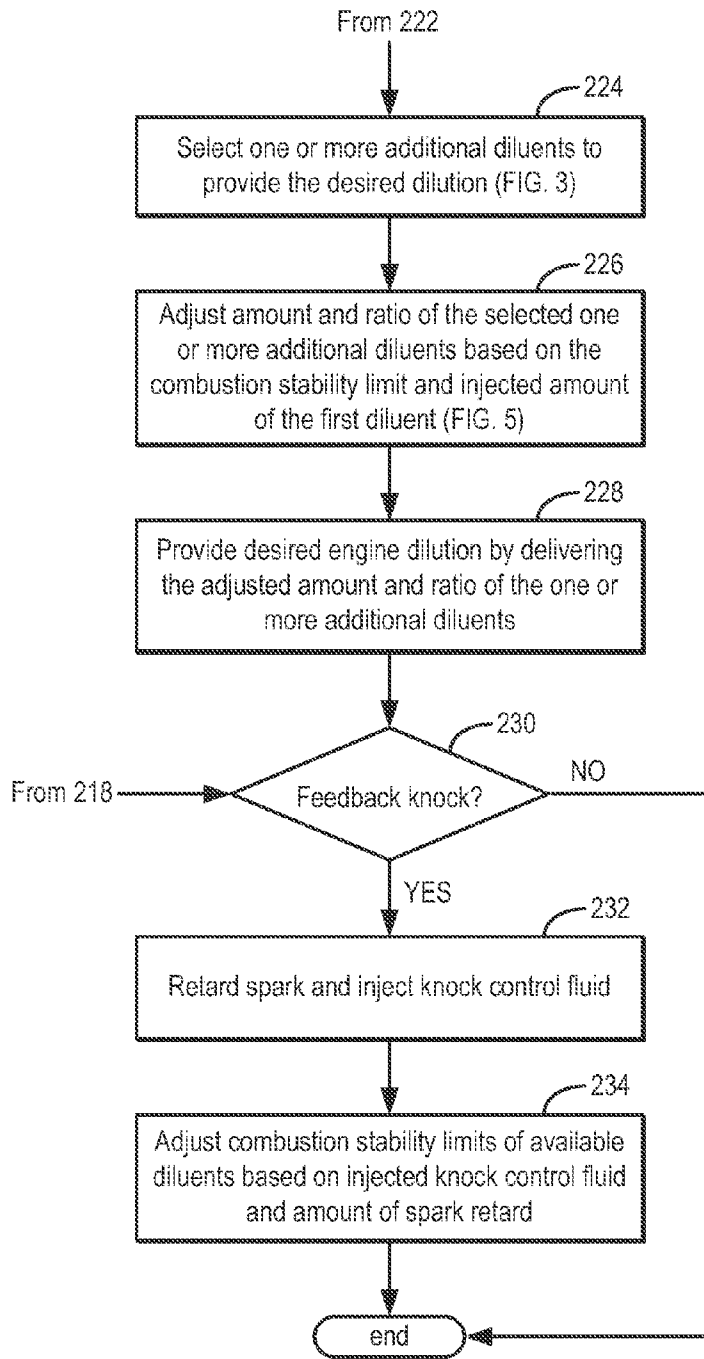 From 222
224
Select one or more additional diluents to
provide the desired dilution (FIG. 3)
226
Adjust amount and ratio of the selected one
or more additional diluents based on the
combustion stability limit and injected amount
of the first diluent (FIG. 5)
228
Provide desired engine dilution by delivering
the adjusted amount and ratio of the one or
more additional diluents
230
From 218
Feedback knock?
NO
YES
232
Retard spark and inject knock control fluid
234
Adjust combustion stability limits of available
diluents based on injected knock control fluid
and amount of spark retard
end